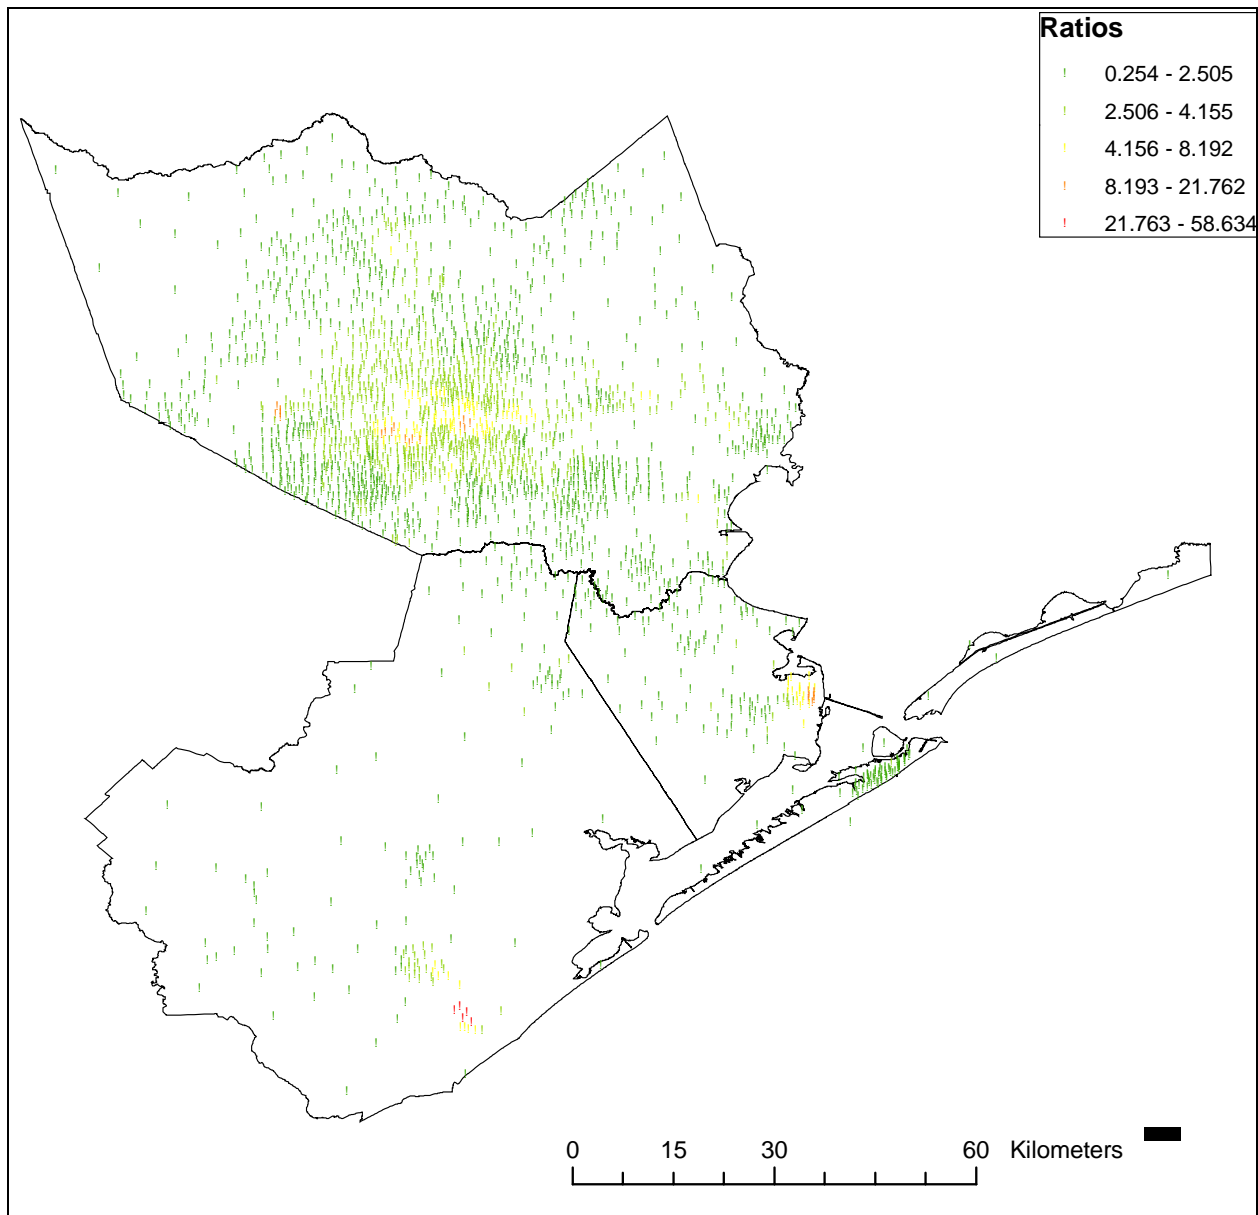 Ratios
0.254 - 2.505
2.506 - 4.155
4.156 - 8.192
8.193 - 21.762
21.763 - 58.634
0 15 30 60 Kilometers